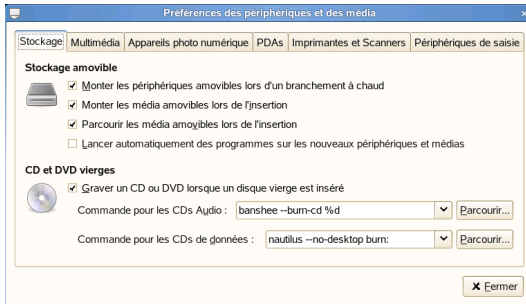 Préférences des périphériques et des média
Stockage Multimédia Appareils photo numérique PDAs Imprimantes et Scanners Périphériques de saisie
Stockage amovible
Monter les périphériques amovibles lors d'un branchement à chaud
Monter les média amovibles lors de l'insertion
Parcourir les média amovibles lors de l'insertion
Lancer automatiquement des programmes sur les nouveaux périphériques et médias
CD et DVD vierges
Graver un CD ou DVD lorsque un disque vierge est inséré
Commande pour les CDs Audio : banshee --burn-cd %d Parcourir...
Commande pour les CDs de données : nautilus --no-desktop burn: Parcourir...
Fermer